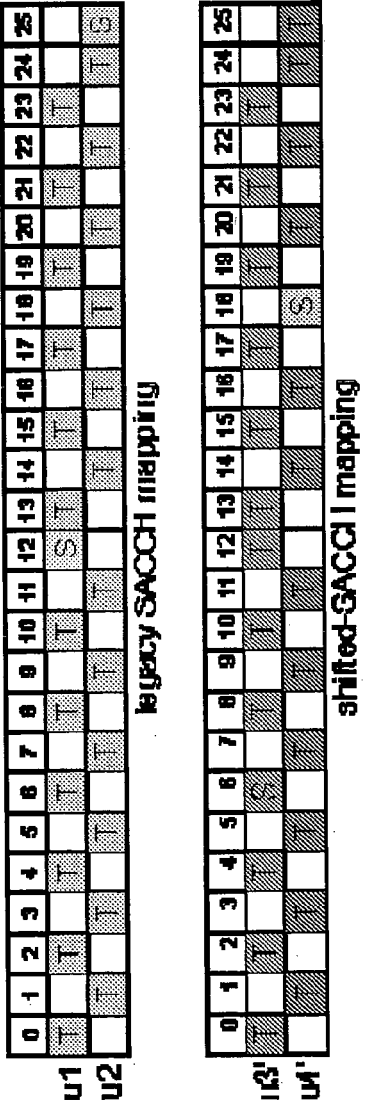 0 1 2 3 4 5 6 7 8 9 10 11 12 13 14 15 16 17 18 19 20 21 22 23 24 25
u1 T T T T T T S T T T T T T
u2 T T T T T T T T T T T T S
legacy SACCH mapping
0 1 2 3 4 5 6 7 8 9 10 11 12 13 14 15 16 17 18 19 20 21 22 23 24 25
u3' T T T S T T T T T T T T T
u4' T T T T T T T T S T T T T
shifted-SACCH mapping